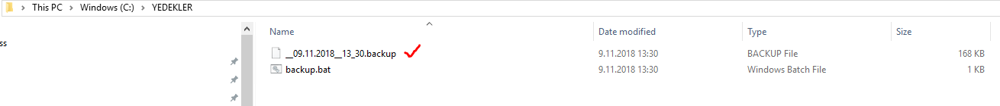 This PC > Windows (C:) > YEDEKLER
ss
Name Date modified Type Size
__09.11.2018__13_30.backup 9.11.2018 13:30 BACKUP File 168 KB
backup.bat 9.11.2018 13:30 Windows Batch File 1 KB